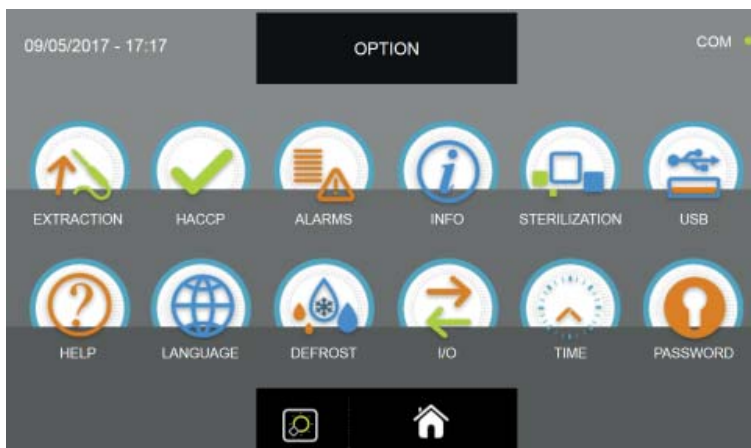 09/05/2017 - 17:17
OPTION
COM
EXTRACTION
HACCP
ALARMS
INFO
STERILIZATION
USB
HELP
LANGUAGE
DEFROST
I/O
TIME
PASSWORD